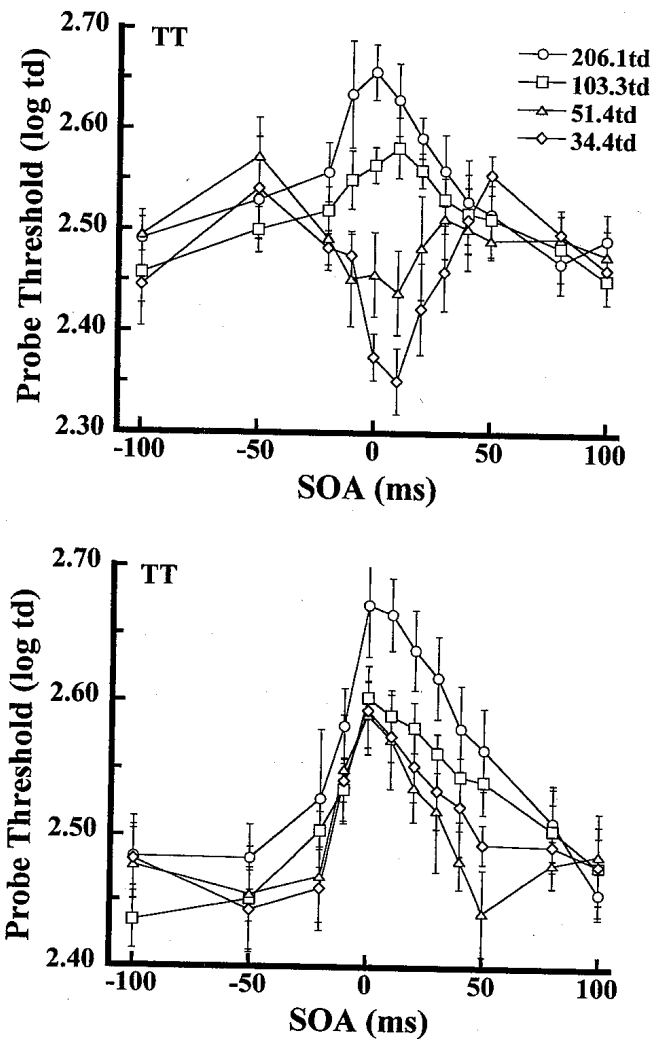 2.70
TT
206.1td
103.3td
51.4td
34.4td
2.60
2.50
2.40
2.30
Probe Threshold (log td)
-100
-50
0
50
100
SOA (ms)
2.70
TT
2.60
2.50
2.40
Probe Threshold (log td)
-100
-50
0
50
100
SOA (ms)